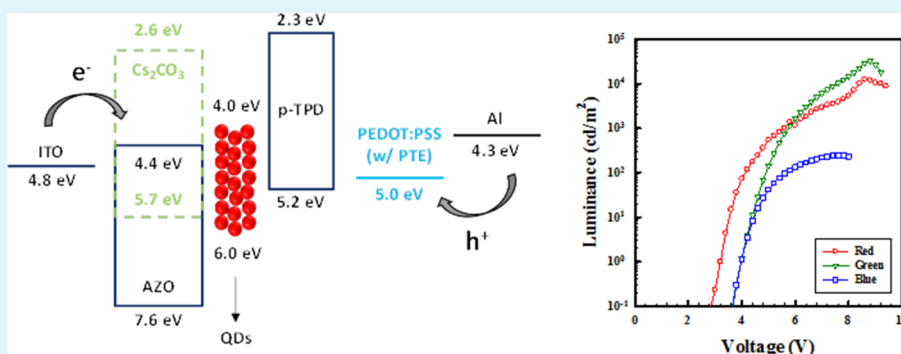 2.6 eV
Cs₂CO₃
e⁻
ITO
4.8 eV
4.4 eV
5.7 eV
AZO
7.6 eV
4.0 eV
6.0 eV
QDs
2.3 eV
p-TPD
5.2 eV
PEDOT:PSS
(w/ PTE)
5.0 eV
Al
4.3 eV
h⁺
Luminance (cd/m²)
10⁵
10⁴
10³
10²
10¹
10⁰
10⁻¹
Red
Green
Blue
0 2 4 6 8 1
Voltage (V)